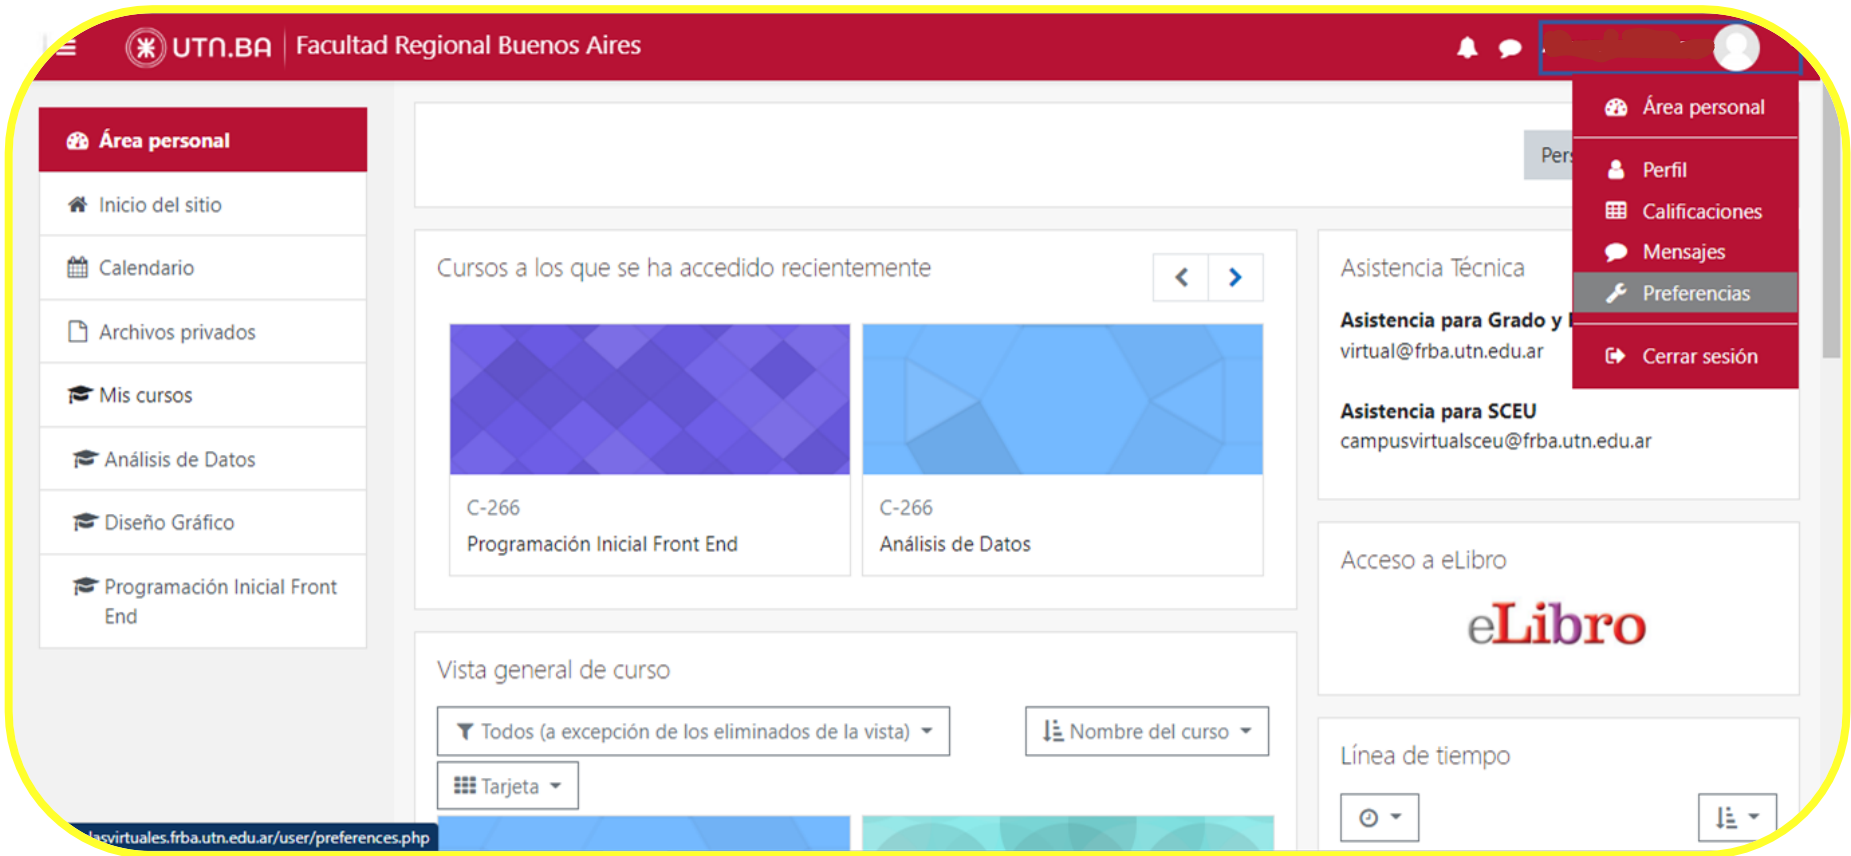 UTN.BA Facultad Regional Buenos Aires
Área personal
Perfil
Calificaciones
Mensajes
Preferencias
Cerrar sesión
Área personal
Inicio del sitio
Calendario
Archivos privados
Mis cursos
Análisis de Datos
Diseño Gráfico
Programación Inicial Front
End
Cursos a los que se ha accedido recientemente
C-266
Programación Inicial Front End
C-266
Análisis de Datos
Vista general de curso
Todos (a excepción de los eliminados de la vista)
Nombre del curso
Tarjeta
Asistencia Técnica
Asistencia para Grado y
virtual@frba.utn.edu.ar
Asistencia para SCEU
campusvirtualsceu@frba.utn.edu.ar
Acceso a eLibro
eLibro
Línea de tiempo
lasvirtuales.frba.utn.edu.ar/user/preferences.php